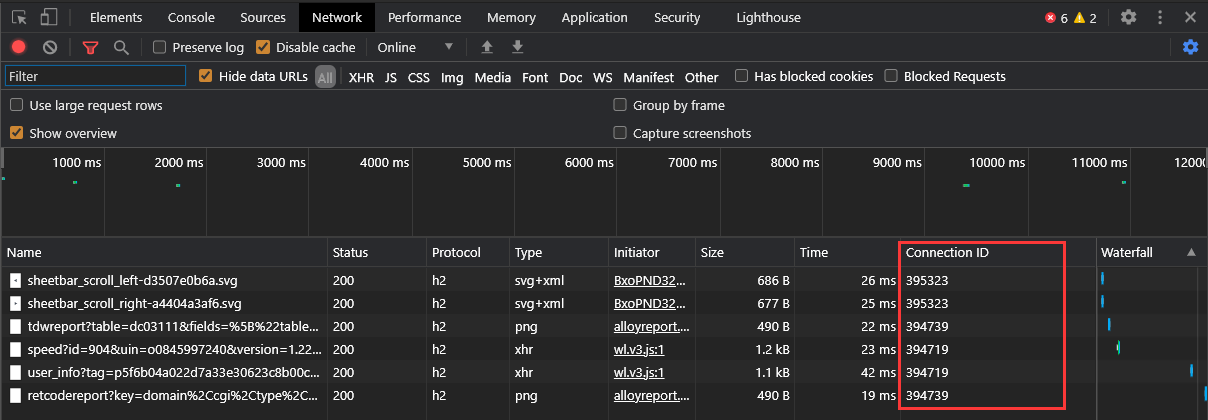 Elements Console Sources Network Performance Memory Application Security Lighthouse 6 2
Preserve log Disable cache Online
Filter Hide data URLs All XHR JS CSS Img Media Font Doc WS Manifest Other Has blocked cookies Blocked Requests
Use large request rows Group by frame
Show overview Capture screenshots
1000 ms 2000 ms 3000 ms 4000 ms 5000 ms 6000 ms 7000 ms 8000 ms 9000 ms 10000 ms 11000 ms 12000
Name Status Protocol Type Initiator Size Time Connection ID Waterfall
sheetbar_scroll_left-d3507e0b6a.svg 200 h2 svg+xml BxoPND32... 686 B 26 ms 395323
sheetbar_scroll_right-a4404a3af6.svg 200 h2 svg+xml BxoPND32... 677 B 25 ms 395323
tdwreport?table=dc03111&fields=%5B%22table... 200 h2 png alloyreport.... 490 B 22 ms 394739
speed?id=904&uin=o0845997240&version=1.22... 200 h2 xhr wl.v3.js:1 1.2 kB 23 ms 394719
user_info?tag=p5f6b04a022d7a33e30623c8b00c... 200 h2 xhr wl.v3.js:1 1.1 kB 42 ms 394719
retcodereport?key=domain%2Ccgi%2Ctype%2C... 200 h2 png alloyreport.... 490 B 19 ms 394739